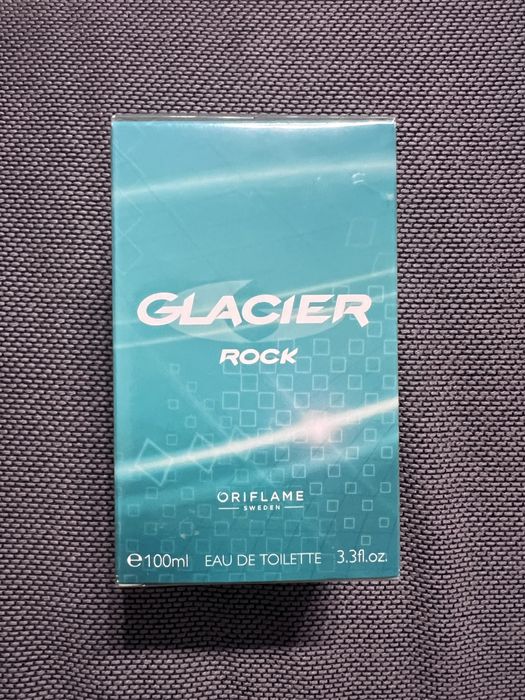 GLACIER
ROCK
ORIFLAME
SWEDEN
℮100ml EAU DE TOILETTE 3.3fl.oz.